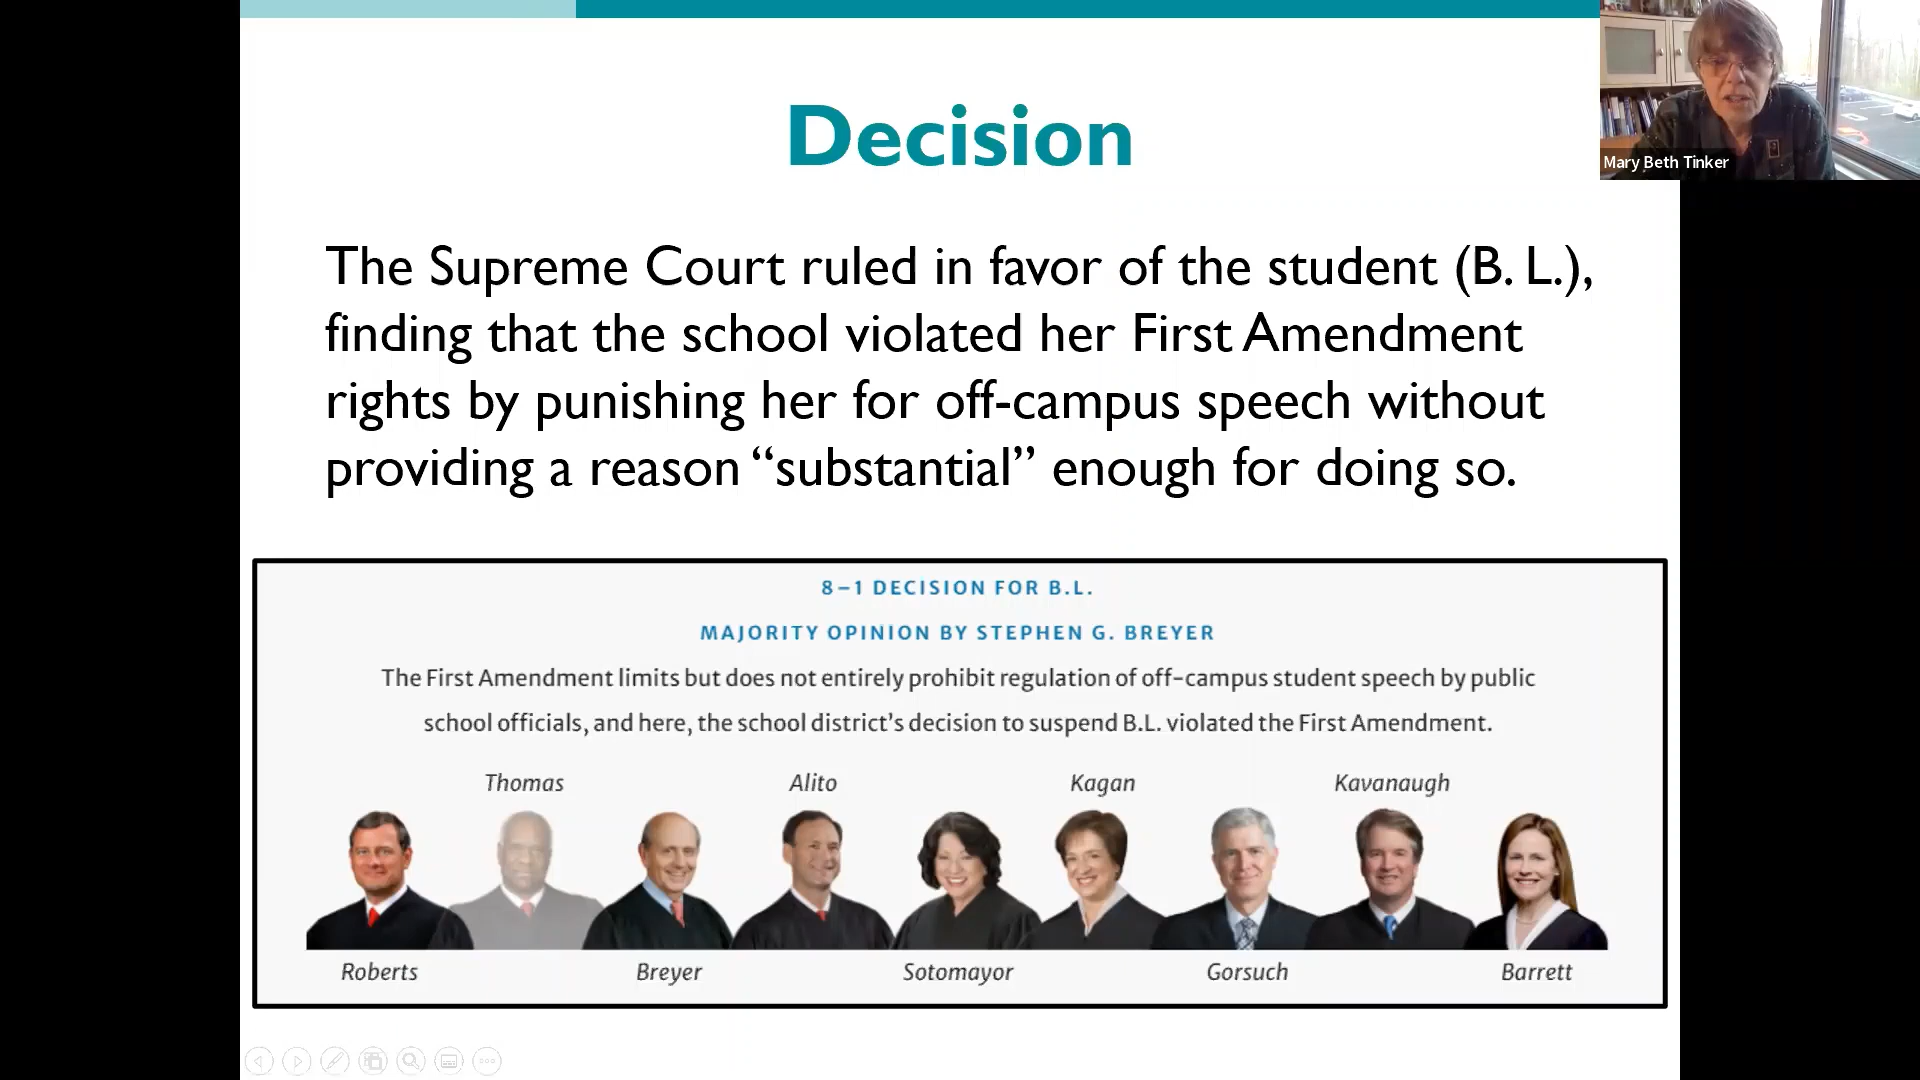 Decision
Mary Beth Tinker
The Supreme Court ruled in favor of the student (B. L.),
finding that the school violated her First Amendment
rights by punishing her for off-campus speech without
providing a reason “substantial” enough for doing so.
8–1 DECISION FOR B.L.
MAJORITY OPINION BY STEPHEN G. BREYER
The First Amendment limits but does not entirely prohibit regulation of off-campus student speech by public
school officials, and here, the school district’s decision to suspend B.L. violated the First Amendment.
Thomas Alito Kagan Kavanaugh
Roberts Breyer Sotomayor Gorsuch Barrett